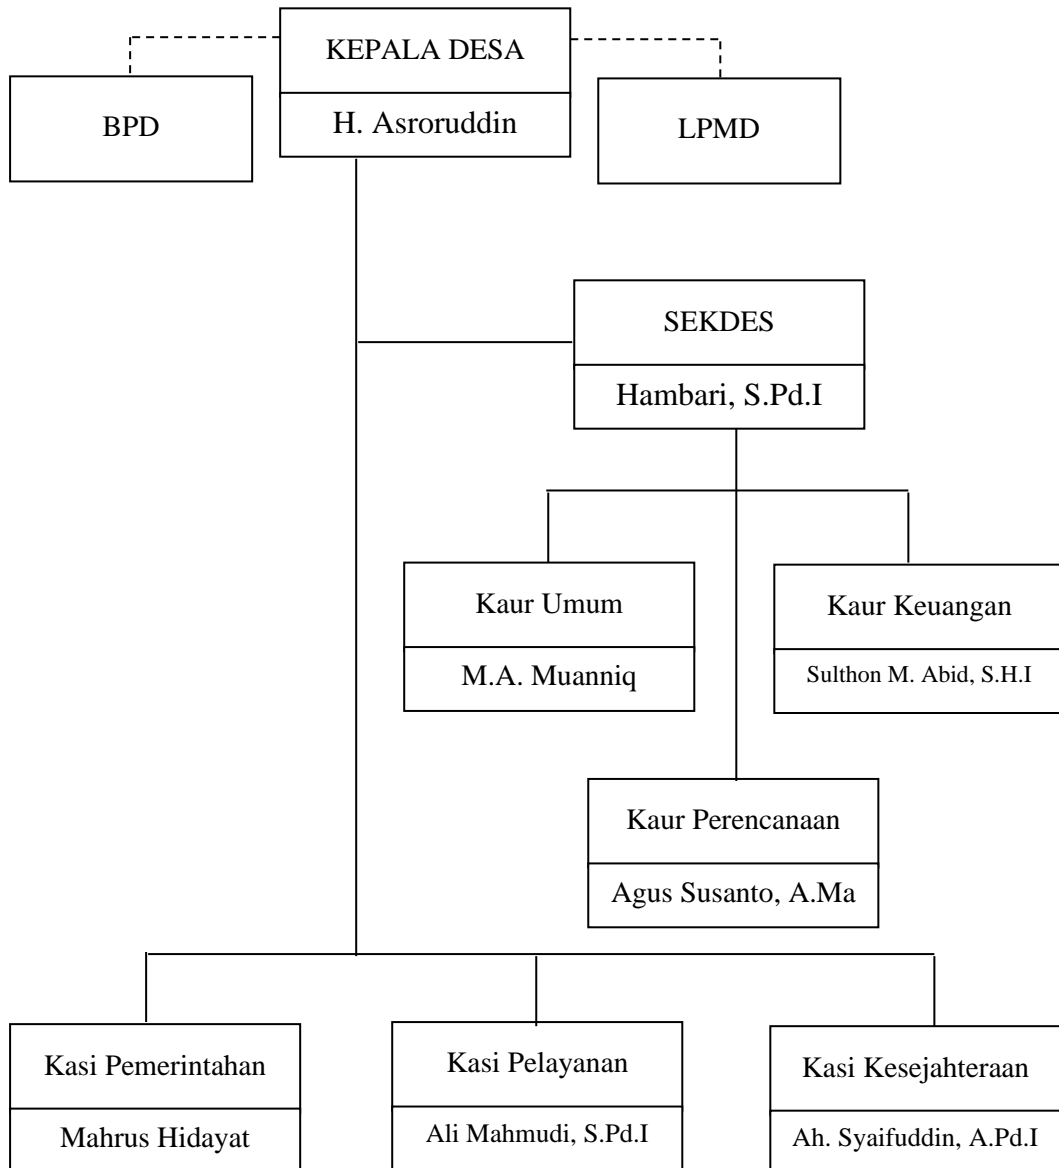 KEPALA DESA
H. Asroruddin
BPD
LPMD
SEKDES
Hambari, S.Pd.I
Kaur Umum
M.A. Muanniq
Kaur Keuangan
Sulthon M. Abid, S.H.I
Kaur Perencanaan
Agus Susanto, A.Ma
Kasi Pemerintahan
Mahrus Hidayat
Kasi Pelayanan
Ali Mahmudi, S.Pd.I
Kasi Kesejahteraan
Ah. Syaifuddin, A.Pd.I